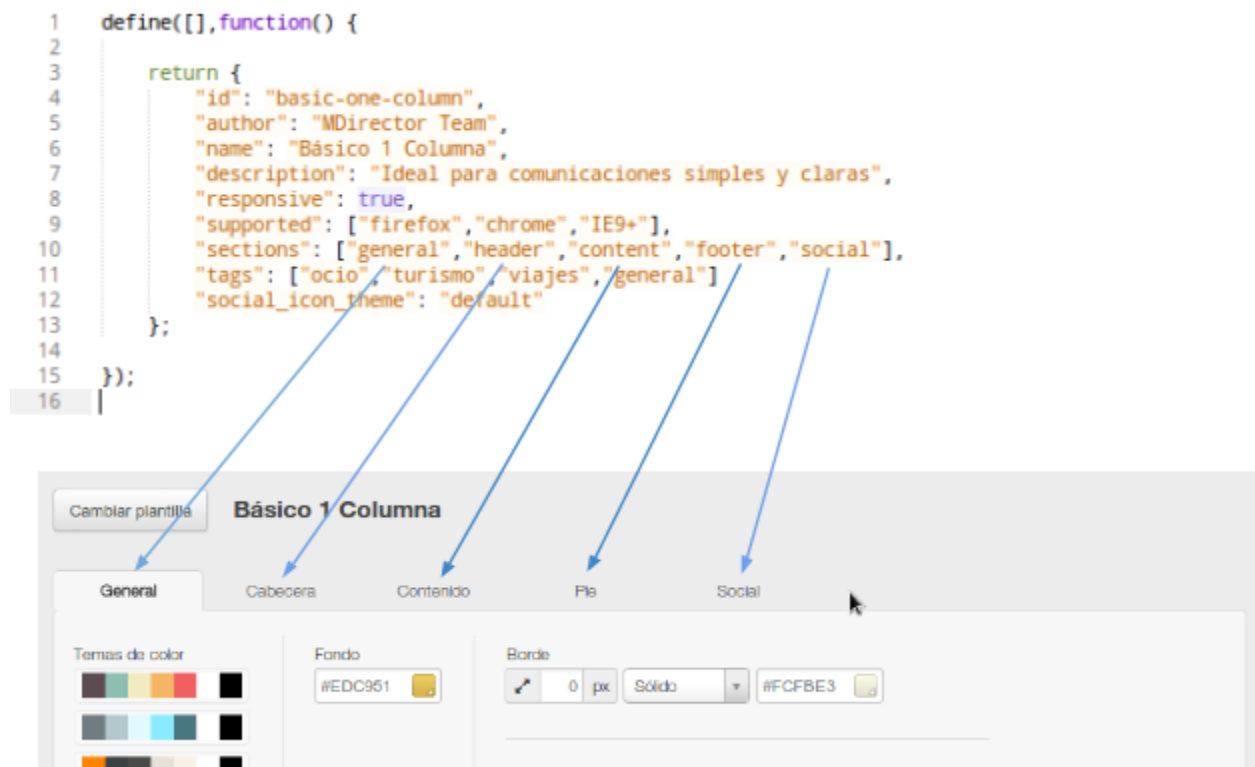 1 define([],function() {
2
3 return {
4 "id": "basic-one-column",
5 "author": "MDirector Team",
6 "name": "Básico 1 Columna",
7 "description": "Ideal para comunicaciones simples y claras",
8 "responsive": true,
9 "supported": ["firefox","chrome","IE9+"],
10 "sections": ["general","header","content","footer","social"],
11 "tags": ["ocio","turismo","viajes","general"]
12 "social_icon_theme": "default"
13 };
14
15 });
16
Cambiar plantilla Básico 1 Columna
General Cabecera Contenido Pie Social
Temas de color Fondo Borde
#EDC951 0 px Sólido #FCFBE3